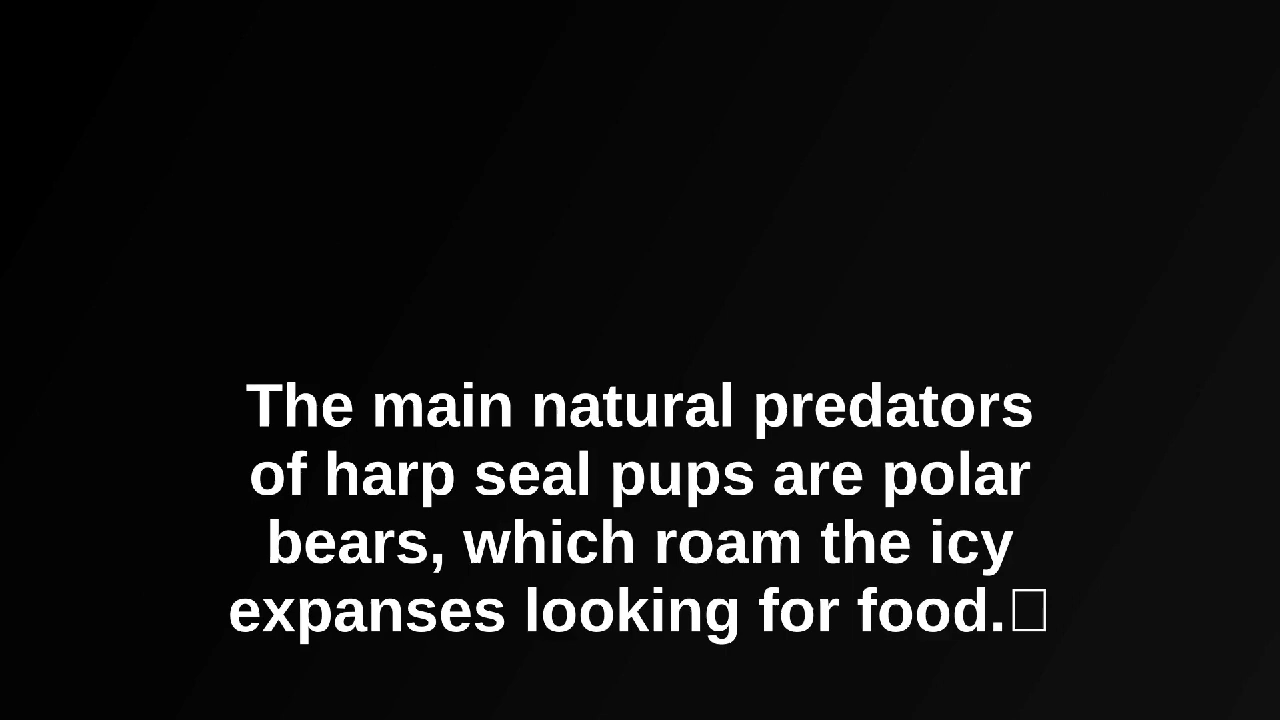 The main natural predators
of harp seal pups are polar
bears, which roam the icy
expanses looking for food.